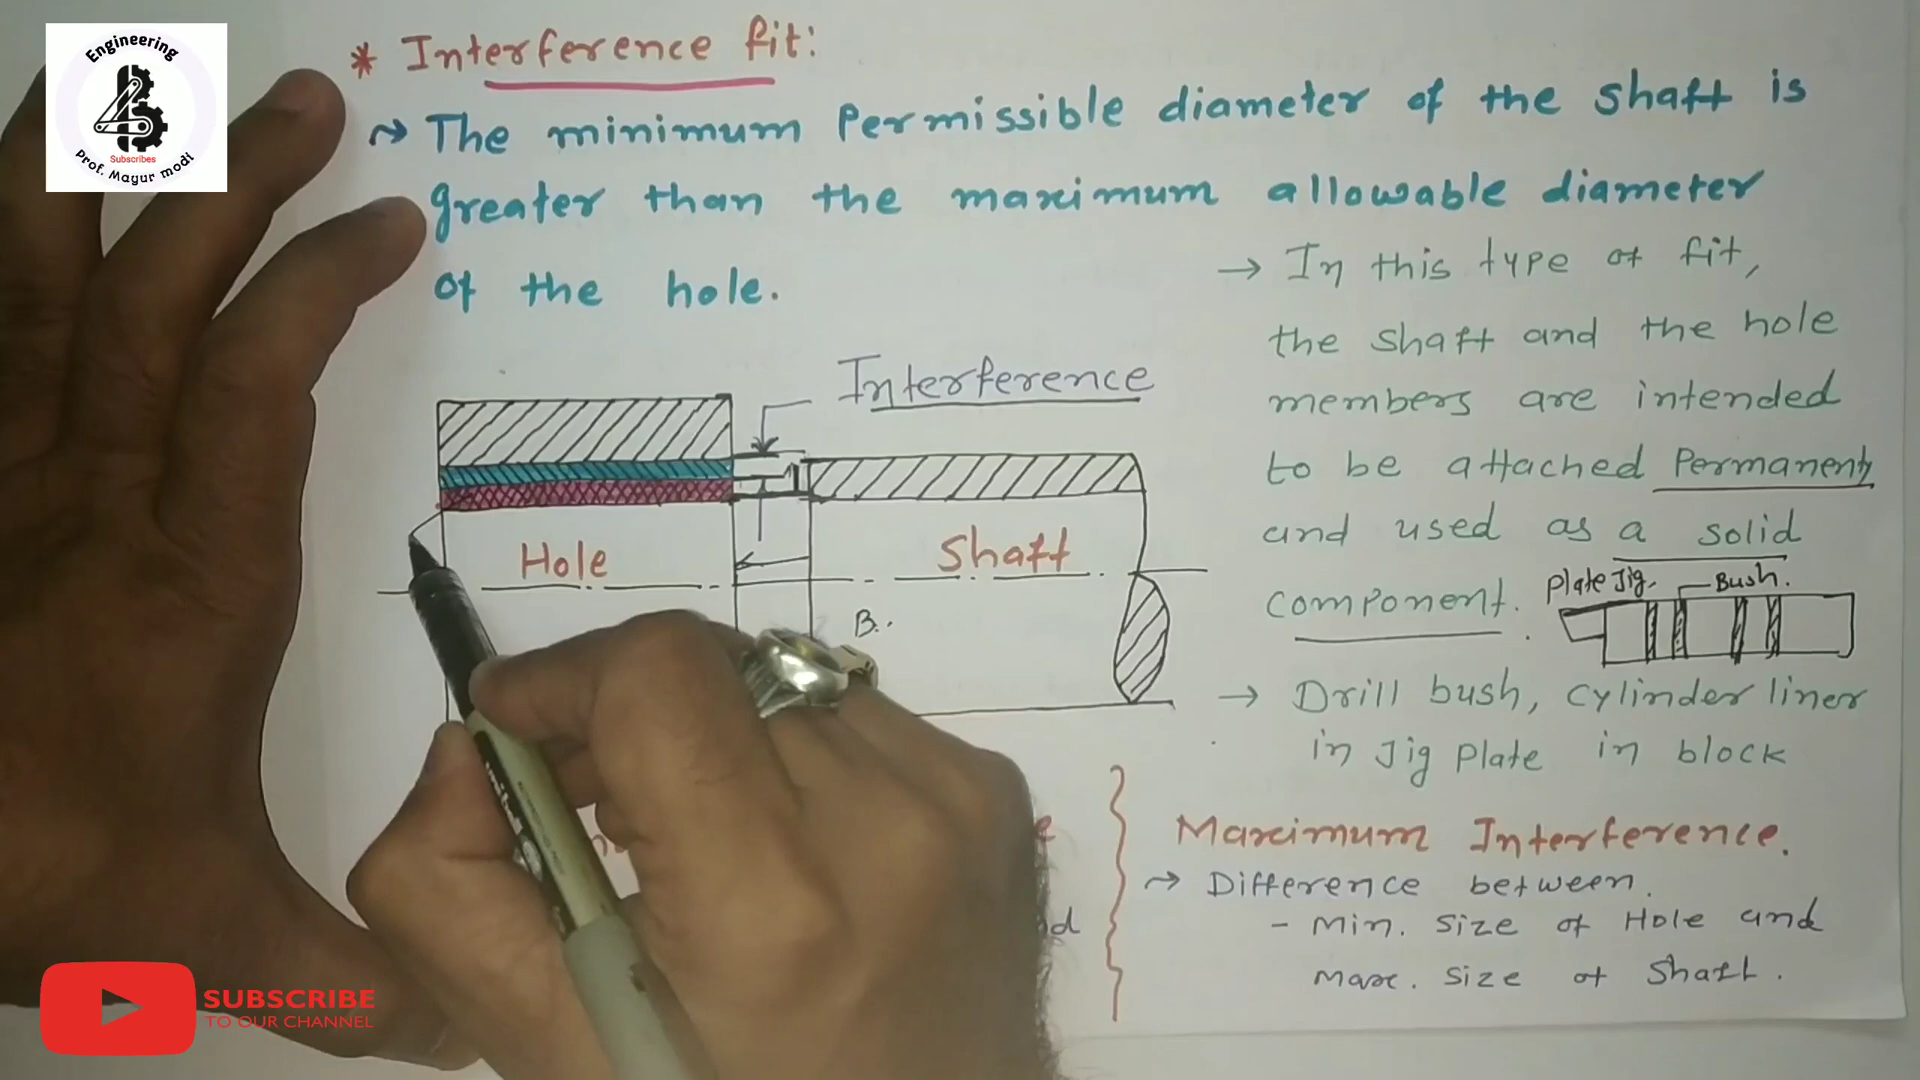 Engineering
Subscribes
Prof. Mayur modi
* Interference fit:
The minimum Permissible diameter of the shaft is
greater than the maximum allowable diameter
of the hole.
→ In this type of fit,
the shaft and the hole
members are intended
to be attached Permanenty
and used as a solid
component.
Plate Jig.
Bush.
→ Drill bush, cylinder liner
in Jig plate in block
Interference
Hole
Shaft
B.
Maximum Interference.
→ Difference between.
- Min. Size of Hole and
Max. Size of Shaft.
SUBSCRIBE
TO OUR CHANNEL